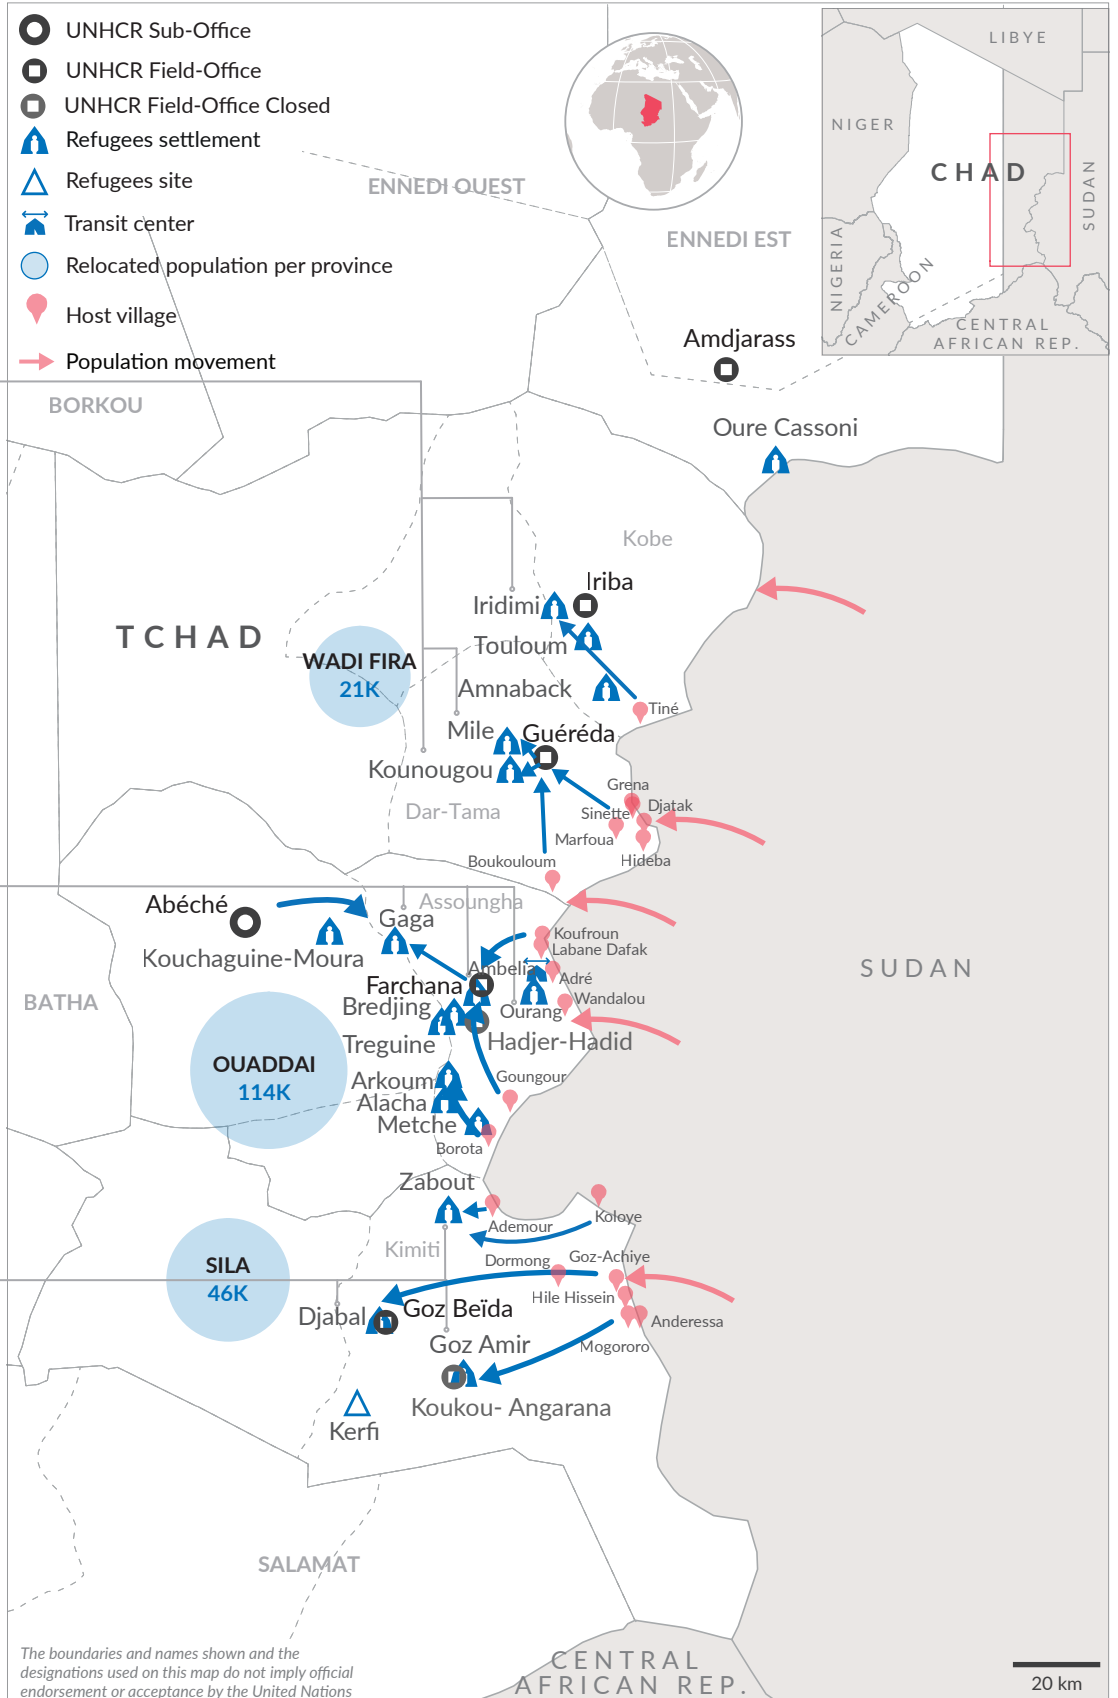 UNHCR Sub-Office
UNHCR Field-Office
UNHCR Field-Office Closed
Refugees settlement
Refugees site
Transit center
Relocated population per province
Host village
Population movement
LIBYE
NIGER
CHAD
SUDAN
NIGERIA
CAMEROON
CENTRAL
AFRICAN REP.
ENNEDI OUEST
ENNEDI EST
Amdjarass
BORKOU
Oure Cassoni
Kobe
Iriba
Iridimi
TCHAD
Touloum
WADI FIRA
21K
Amnaback
Tiné
Mile
Guéréda
Kounougou
Grena
Djatak
Sinette
Dar-Tama
Marfoua
Hideba
Boukouloum
Abéché
Assoungha
Gaga
Koufroun
Labane Dafak
Kouchaguine-Moura
Ambelia
Adré
SUDAN
Farchana
BATHA
Bredjing
Wandalou
Ourang
Treguine
Hadjer-Hadid
OUADDAI
114K
Arkoum
Goungour
Alacha
Metche
Borota
Zabout
Koloye
Ademour
Kimiti
Goz-Achiye
Dormong
SILA
46K
Hile Hissein
Djabal
Goz Beïda
Anderessa
Goz Amir
Mogororo
Koukou- Angarana
Kerfi
SALAMAT
The boundaries and names shown and the
designations used on this map do not imply official
endorsement or acceptance by the United Nations
CENTRAL
AFRICAN REP.
20 km